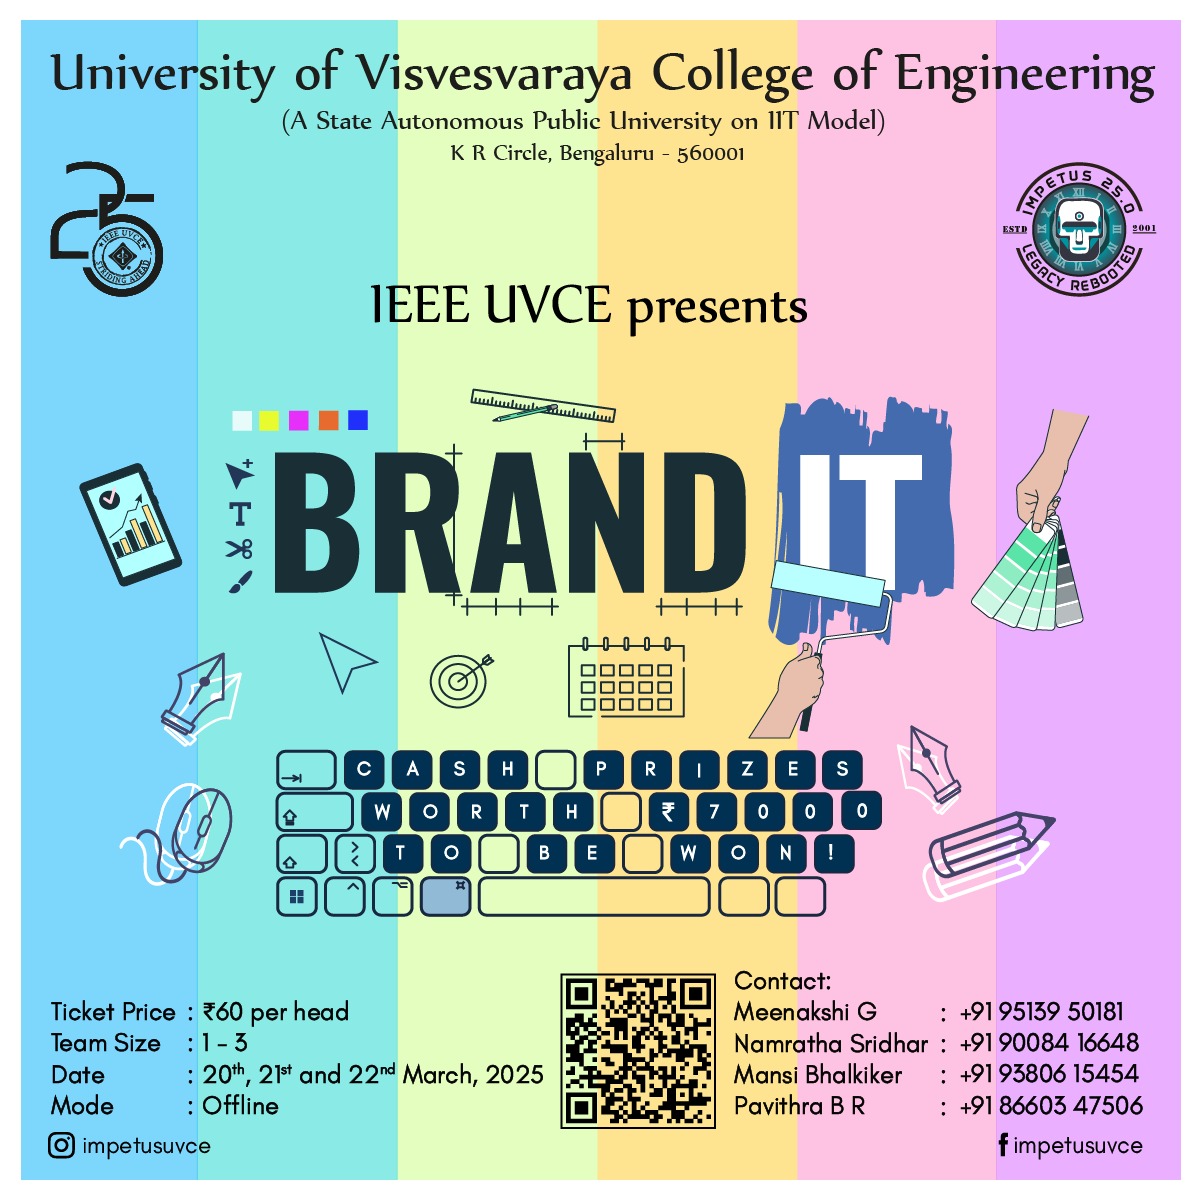 University of Visvesvaraya College of Engineering
(A State Autonomous Public University on IIT Model)
K R Circle, Bengaluru - 560001
25
IEEE UVCE
STRIDING AHEAD
IMPETUS 25.0
ESTD 2001
LEGACY REBOOTED
IEEE UVCE presents
T
BRAND IT
CASH PRIZES
WORTH ₹7000
TO BE WON!
Ticket Price : ₹60 per head
Team Size : 1 - 3
Date : 20th, 21st and 22nd March, 2025
Mode : Offline
impetusuvce
Contact:
Meenakshi G : +91 95139 50181
Namratha Sridhar : +91 90084 16648
Mansi Bhalkiker : +91 93806 15454
Pavithra B R : +91 86603 47506
impetusuvce